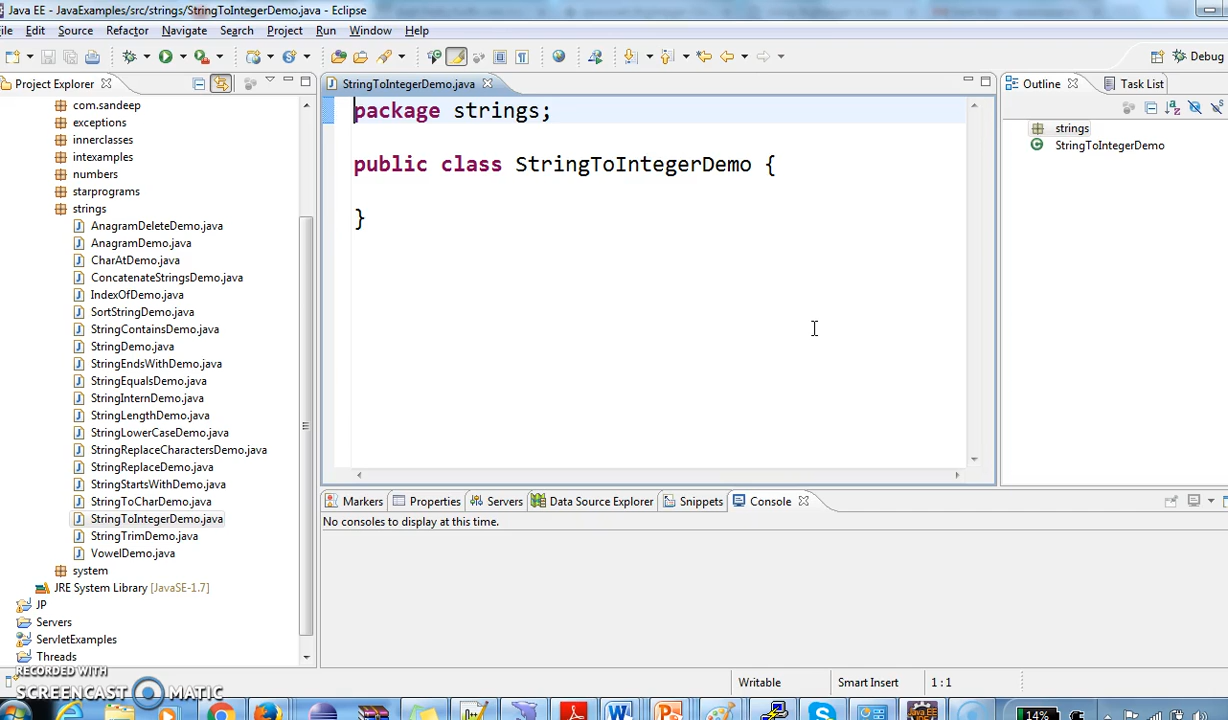 Java EE - JavaExamples/src/strings/StringToIntegerDemo.java - Eclipse
ile Edit Source Refactor Navigate Search Project Run Window Help
Debug
Project Explorer
StringToIntegerDemo.java
Outline
Task List
com.sandeep
exceptions
innerclasses
intexamples
numbers
starprograms
strings
AnagramDeleteDemo.java
AnagramDemo.java
CharAtDemo.java
ConcatenateStringsDemo.java
IndexOfDemo.java
SortStringDemo.java
StringContainsDemo.java
StringDemo.java
StringEndsWithDemo.java
StringEqualsDemo.java
StringInternDemo.java
StringLengthDemo.java
StringLowerCaseDemo.java
StringReplaceCharactersDemo.java
StringReplaceDemo.java
StringStartsWithDemo.java
StringToCharDemo.java
StringToIntegerDemo.java
StringTrimDemo.java
VowelDemo.java
system
JRE System Library [JavaSE-1.7]
JP
Servers
ServletExamples
Threads
package strings;
public class StringToIntegerDemo {
}
strings
StringToIntegerDemo
Markers Properties Servers Data Source Explorer Snippets Console
No consoles to display at this time.
RECORDED WITH
SCREENCAST MATIC
Writable Smart Insert 1 : 1
14%